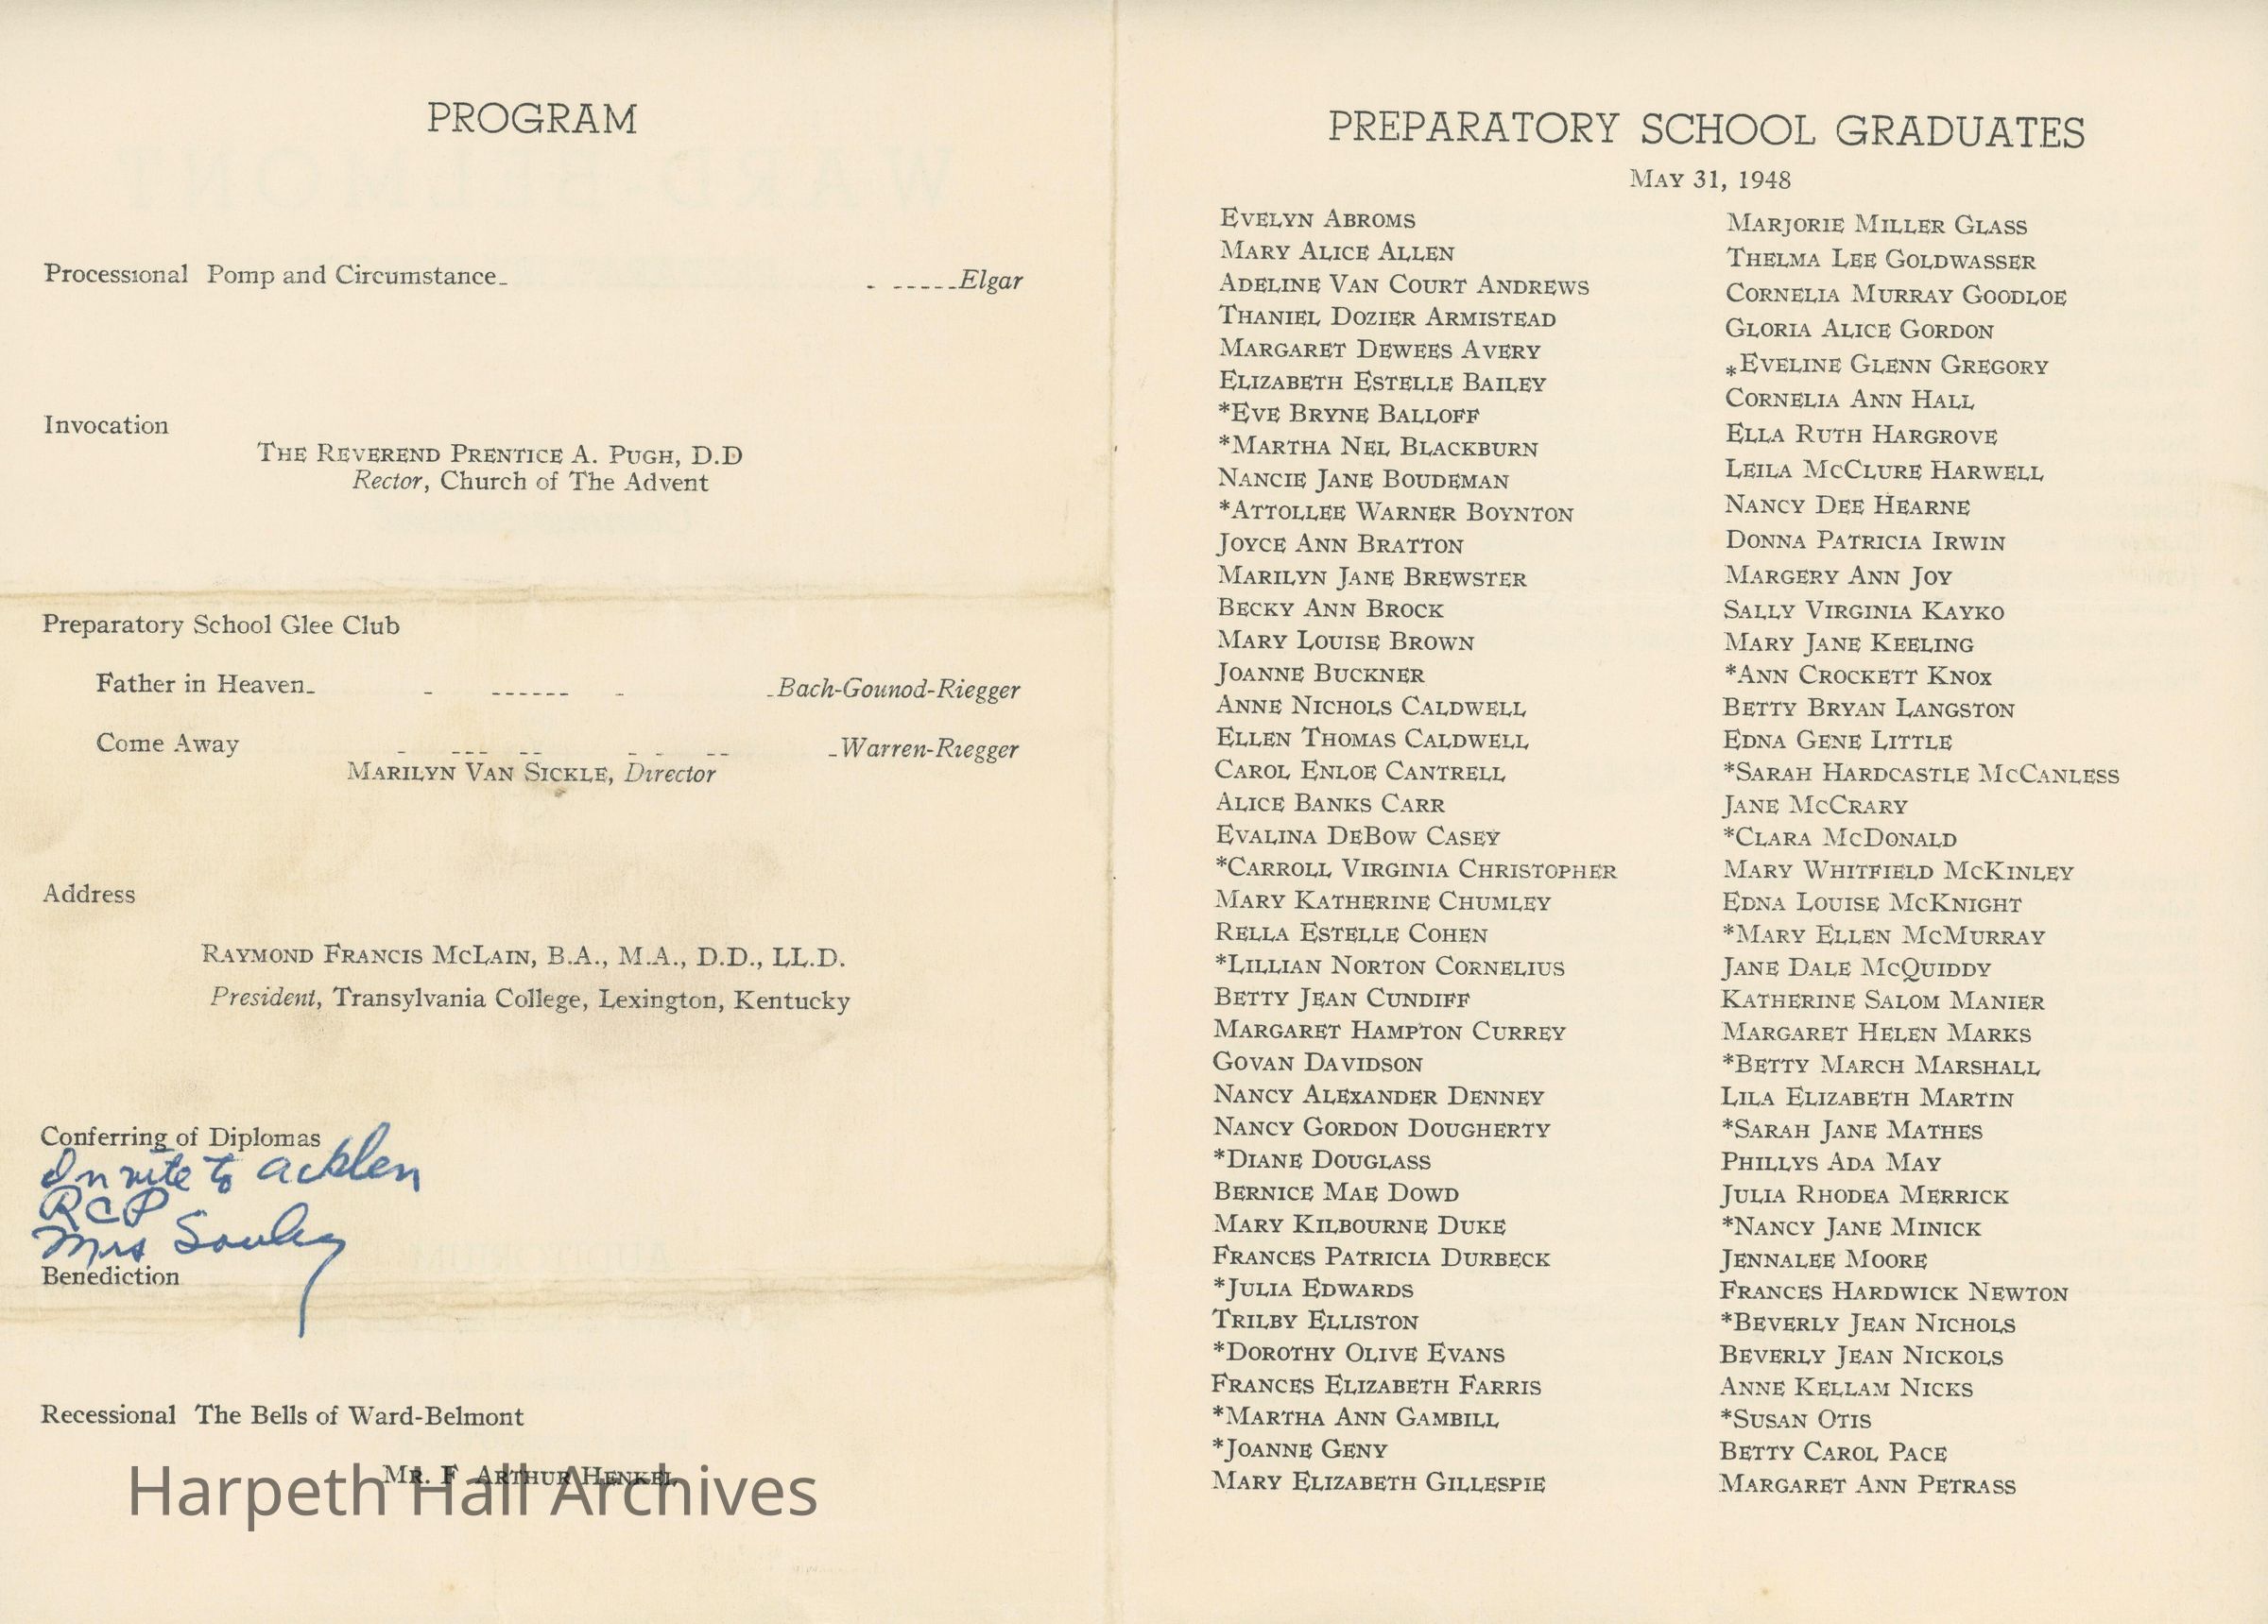 PROGRAM
Processional Pomp and Circumstance Elgar
Invocation
THE REVEREND PRENTICE A. PUGH, D.D
Rector, Church of The Advent
Preparatory School Glee Club
Father in Heaven Bach-Gounod-Riegger
Come Away Warren-Riegger
MARILYN VAN SICKLE, Director
Address
RAYMOND FRANCIS MCLAIN, B.A., M.A., D.D., LL.D.
President, Transylvania College, Lexington, Kentucky
Conferring of Diplomas
Invite to acklen
RCP
Mrs
Benediction
Recessional The Bells of Ward-Belmont
MR. F ARTHUR HENKEL
Harpeth Hall Archives
PREPARATORY SCHOOL GRADUATES
MAY 31, 1948
EVELYN ABROMS
MARY ALICE ALLEN
ADELINE VAN COURT ANDREWS
THANIEL DOZIER ARMISTEAD
MARGARET DEWEES AVERY
ELIZABETH ESTELLE BAILEY
*EVE BRYNE BALLOFF
*MARTHA NEL BLACKBURN
NANCIE JANE BOUDEMAN
*ATTOLLEE WARNER BOYNTON
JOYCE ANN BRATTON
MARILYN JANE BREWSTER
BECKY ANN BROCK
MARY LOUISE BROWN
JOANNE BUCKNER
ANNE NICHOLS CALDWELL
ELLEN THOMAS CALDWELL
CAROL ENLOE CANTRELL
ALICE BANKS CARR
EVALINA DEBOW CASEY
*CARROLL VIRGINIA CHRISTOPHER
MARY KATHERINE CHUMLEY
RELLA ESTELLE COHEN
*LILLIAN NORTON CORNELIUS
BETTY JEAN CUNDIFF
MARGARET HAMPTON CURREY
GOVAN DAVIDSON
NANCY ALEXANDER DENNEY
NANCY GORDON DOUGHERTY
*DIANE DOUGLASS
BERNICE MAE DOWD
MARY KILBOURNE DUKE
FRANCES PATRICIA DURBECK
*JULIA EDWARDS
TRILBY ELLISTON
*DOROTHY OLIVE EVANS
FRANCES ELIZABETH FARRIS
*MARTHA ANN GAMBILL
*JOANNE GENY
MARY ELIZABETH GILLESPIE
MARJORIE MILLER GLASS
THELMA LEE GOLDWASSER
CORNELIA MURRAY GOODLOE
GLORIA ALICE GORDON
*EVELINE GLENN GREGORY
CORNELIA ANN HALL
ELLA RUTH HARGROVE
LEILA MCCLURE HARWELL
NANCY DEE HEARNE
DONNA PATRICIA IRWIN
MARGERY ANN JOY
SALLY VIRGINIA KAYKO
MARY JANE KEELING
*ANN CROCKETT KNOX
BETTY BRYAN LANGSTON
EDNA GENE LITTLE
*SARAH HARDCASTLE MCCANLESS
JANE MCCRARY
*CLARA MCDONALD
MARY WHITFIELD MCKINLEY
EDNA LOUISE MCKNIGHT
*MARY ELLEN MCMURRAY
JANE DALE MCQUIDDY
KATHERINE SALOM MANIER
MARGARET HELEN MARKS
*BETTY MARCH MARSHALL
LILA ELIZABETH MARTIN
*SARAH JANE MATHES
PHILLYS ADA MAY
JULIA RHODEA MERRICK
*NANCY JANE MINICK
JENNALEE MOORE
FRANCES HARDWICK NEWTON
*BEVERLY JEAN NICHOLS
BEVERLY JEAN NICKOLS
ANNE KELLAM NICKS
*SUSAN OTIS
BETTY CAROL PACE
MARGARET ANN PETRASS